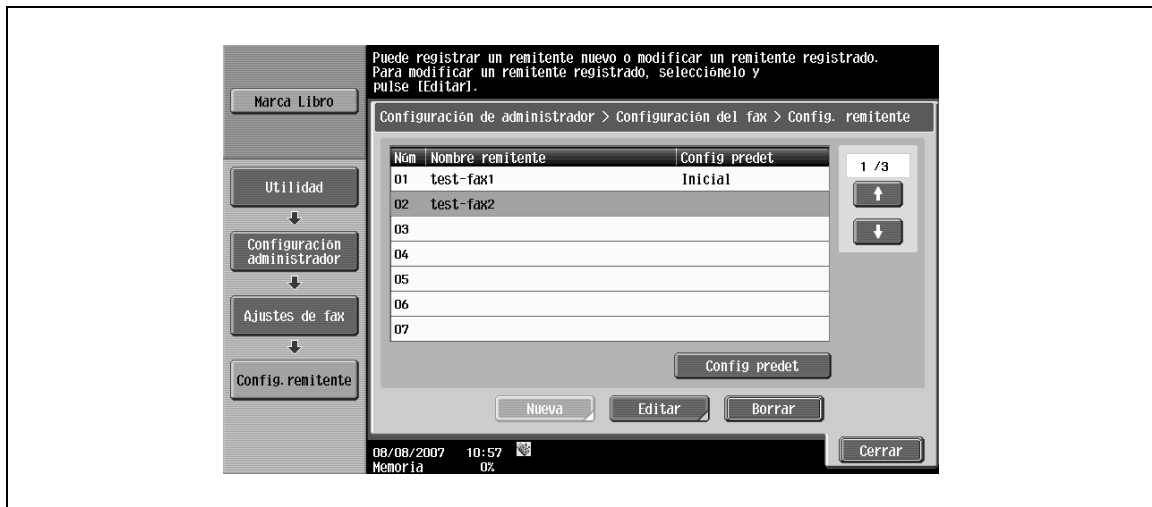 Puede registrar un remitente nuevo o modificar un remitente registrado.
Para modificar un remitente registrado, selecciónelo y
pulse [Editar].
Marca Libro
Configuración de administrador > Configuración del fax > Config. remitente
Utilidad
Configuración
administrador
Ajustes de fax
Config. remitente
Núm Nombre remitente Config predet
01 test-fax1 Inicial
02 test-fax2
03
04
05
06
07
1 /3
Config predet
Nueva Editar Borrar
08/08/2007 10:57
Memoria 0%
Cerrar